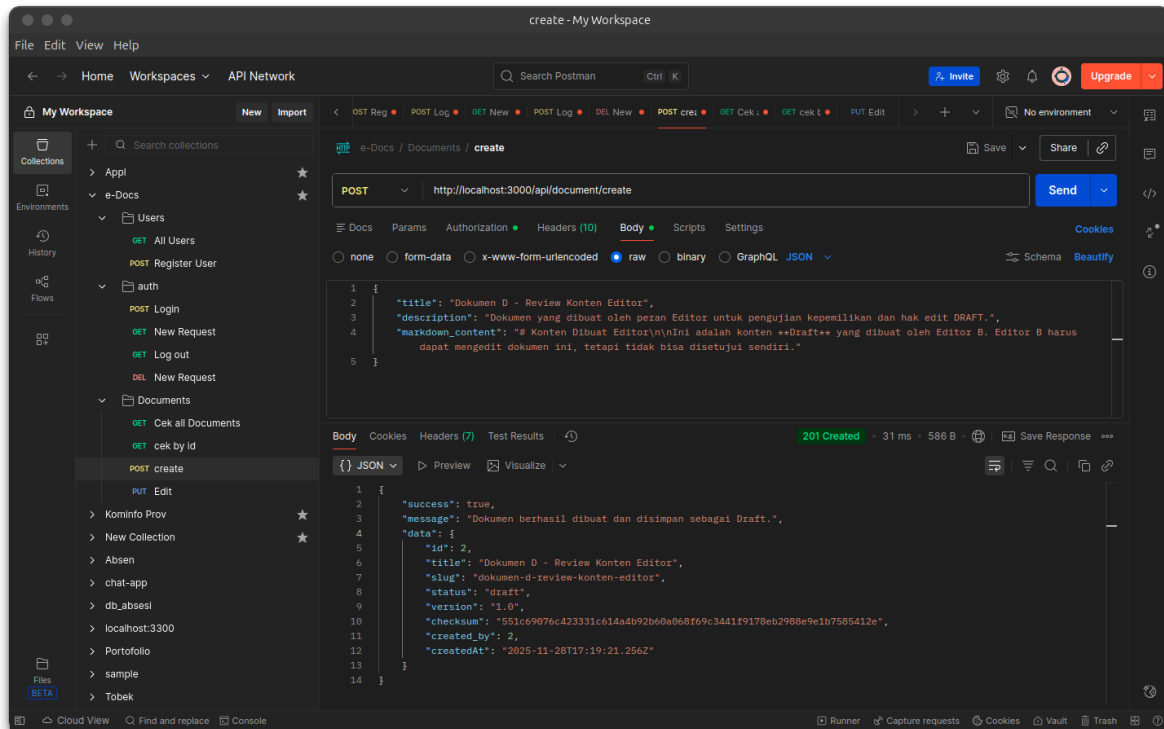 create - My Workspace
File Edit View Help
Home Workspaces API Network
Search Postman Ctrl K
Invite
Upgrade
My Workspace New Import
OST Reg POST Log GET New POST Log DEL New POST crea GET Cek GET cek b PUT Edit
No environment
Collections
Environments
History
Flows
Files
BETA
Search collections
Appl
e-Docs
Users
GET All Users
POST Register User
auth
POST Login
GET New Request
GET Log out
DEL New Request
Documents
GET Cek all Documents
GET cek by id
POST create
PUT Edit
Kominfo Prov
New Collection
Absen
chat-app
db_absesi
localhost:3300
Portofolio
sample
Tobek
HTTP e-Docs / Documents / create
Save Share
POST http://localhost:3000/api/document/create Send
Docs Params Authorization Headers (10) Body Scripts Settings Cookies
none form-data x-www-form-urlencoded raw binary GraphQL JSON Schema Beautify
1 {
2 "title": "Dokumen D - Review Konten Editor",
3 "description": "Dokumen yang dibuat oleh peran Editor untuk pengujian kepemilikan dan hak edit DRAFT.",
4 "markdown_content": "# Konten Dibuat Editor\n\nIni adalah konten **Draft** yang dibuat oleh Editor B. Editor B harus
dapat mengedit dokumen ini, tetapi tidak bisa disetujui sendiri."
5 }
Body Cookies Headers (7) Test Results 201 Created 31 ms 586 B Save Response
{} JSON Preview Visualize
1 {
2 "success": true,
3 "message": "Dokumen berhasil dibuat dan disimpan sebagai Draft.",
4 "data": {
5 "id": 2,
6 "title": "Dokumen D - Review Konten Editor",
7 "slug": "dokumen-d-review-konten-editor",
8 "status": "draft",
9 "version": "1.0",
10 "checksum": "551c69076c423331c614a4b92b60a068f69c3441f9178eb2988e9e1b7585412e",
11 "created_by": 2,
12 "createdAt": "2025-11-28T17:19:21.256Z"
13 }
14 }
Cloud View Find and replace Console
Runner Capture requests Cookies Vault Trash